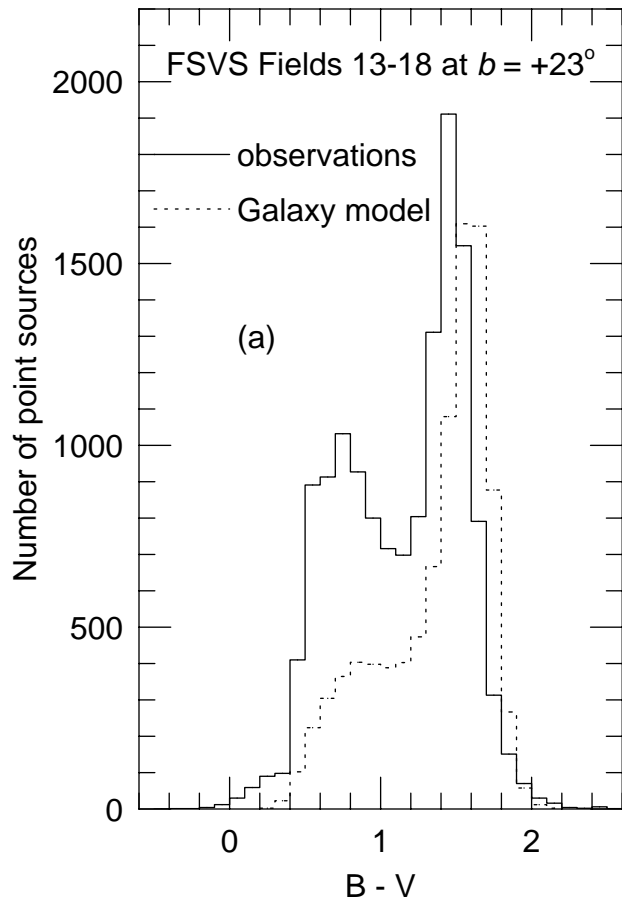 FSVS Fields 13-18 at b = +23°
observations
Galaxy model
(a)
Number of point sources
2000
1500
1000
500
0
0 1 2
B - V